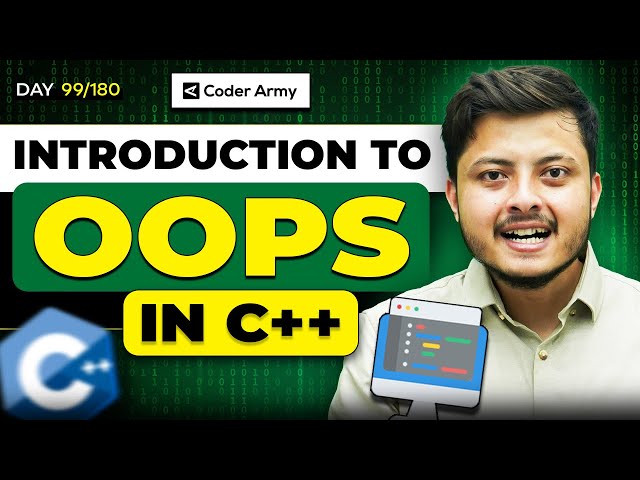 DAY 99/180
Coder Army
INTRODUCTION TO
OOPS
IN C++
C++